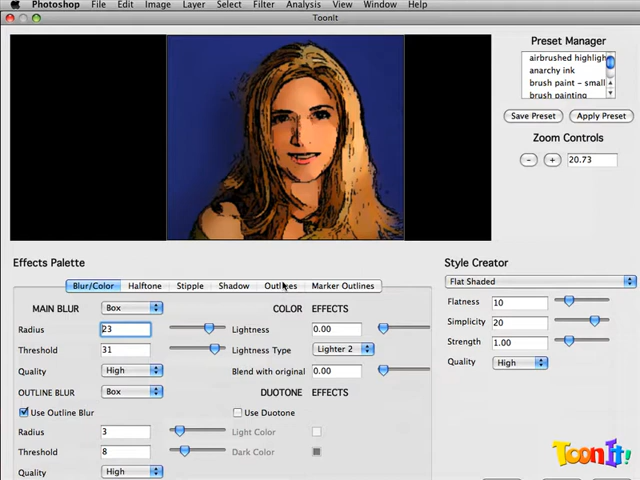 Photoshop File Edit Image Layer Select Filter Analysis View Window Help
ToonIt
Preset Manager
airbrushed highligh
anarchy ink
brush paint - small
brush painting
Save Preset Apply Preset
Zoom Controls
- + 20.73
Effects Palette
Style Creator
Blur/Color Halftone Stipple Shadow Outlines Marker Outlines
Flat Shaded
MAIN BLUR Box COLOR EFFECTS
Flatness 10
Radius 23 Lightness 0.00
Simplicity 20
Threshold 31 Lightness Type Lighter 2
Strength 1.00
Quality High Blend with original 0.00
Quality High
OUTLINE BLUR Box DUOTONE EFFECTS
Use Outline Blur Use Duotone
Radius 3 Light Color
Threshold 8 Dark Color
Quality High
ToonIt!